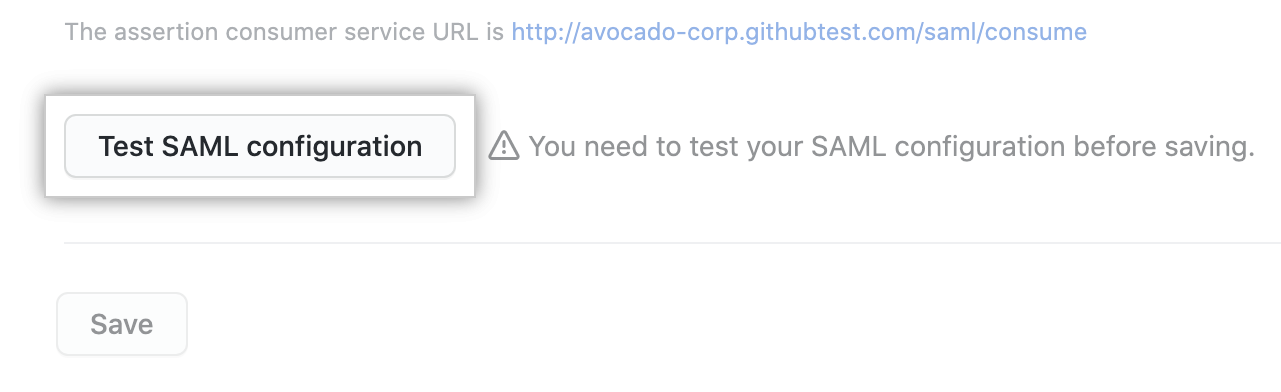 The assertion consumer service URL is http://avocado-corp.githubtest.com/saml/consume
Test SAML configuration You need to test your SAML configuration before saving.
Save